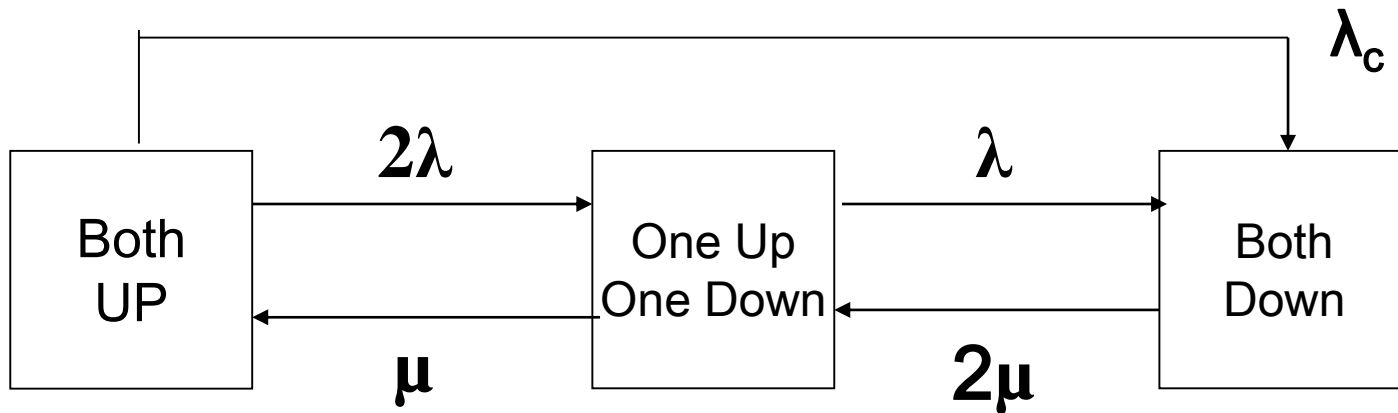 λc
2λ
λ
Both
UP
One Up
One Down
Both
Down
μ
2μ